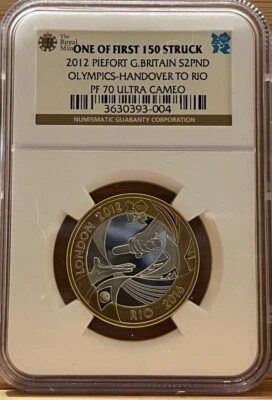 The
Royal
Mint
ONE OF FIRST 150 STRUCK
2012 PIEFORT G.BRITAIN S2PND
OLYMPICS-HANDOVER TO RIO
PF 70 ULTRA CAMEO
3630393-004
NUMISMATIC GUARANTY CORPORATION
LONDON 2012
RIO 2016